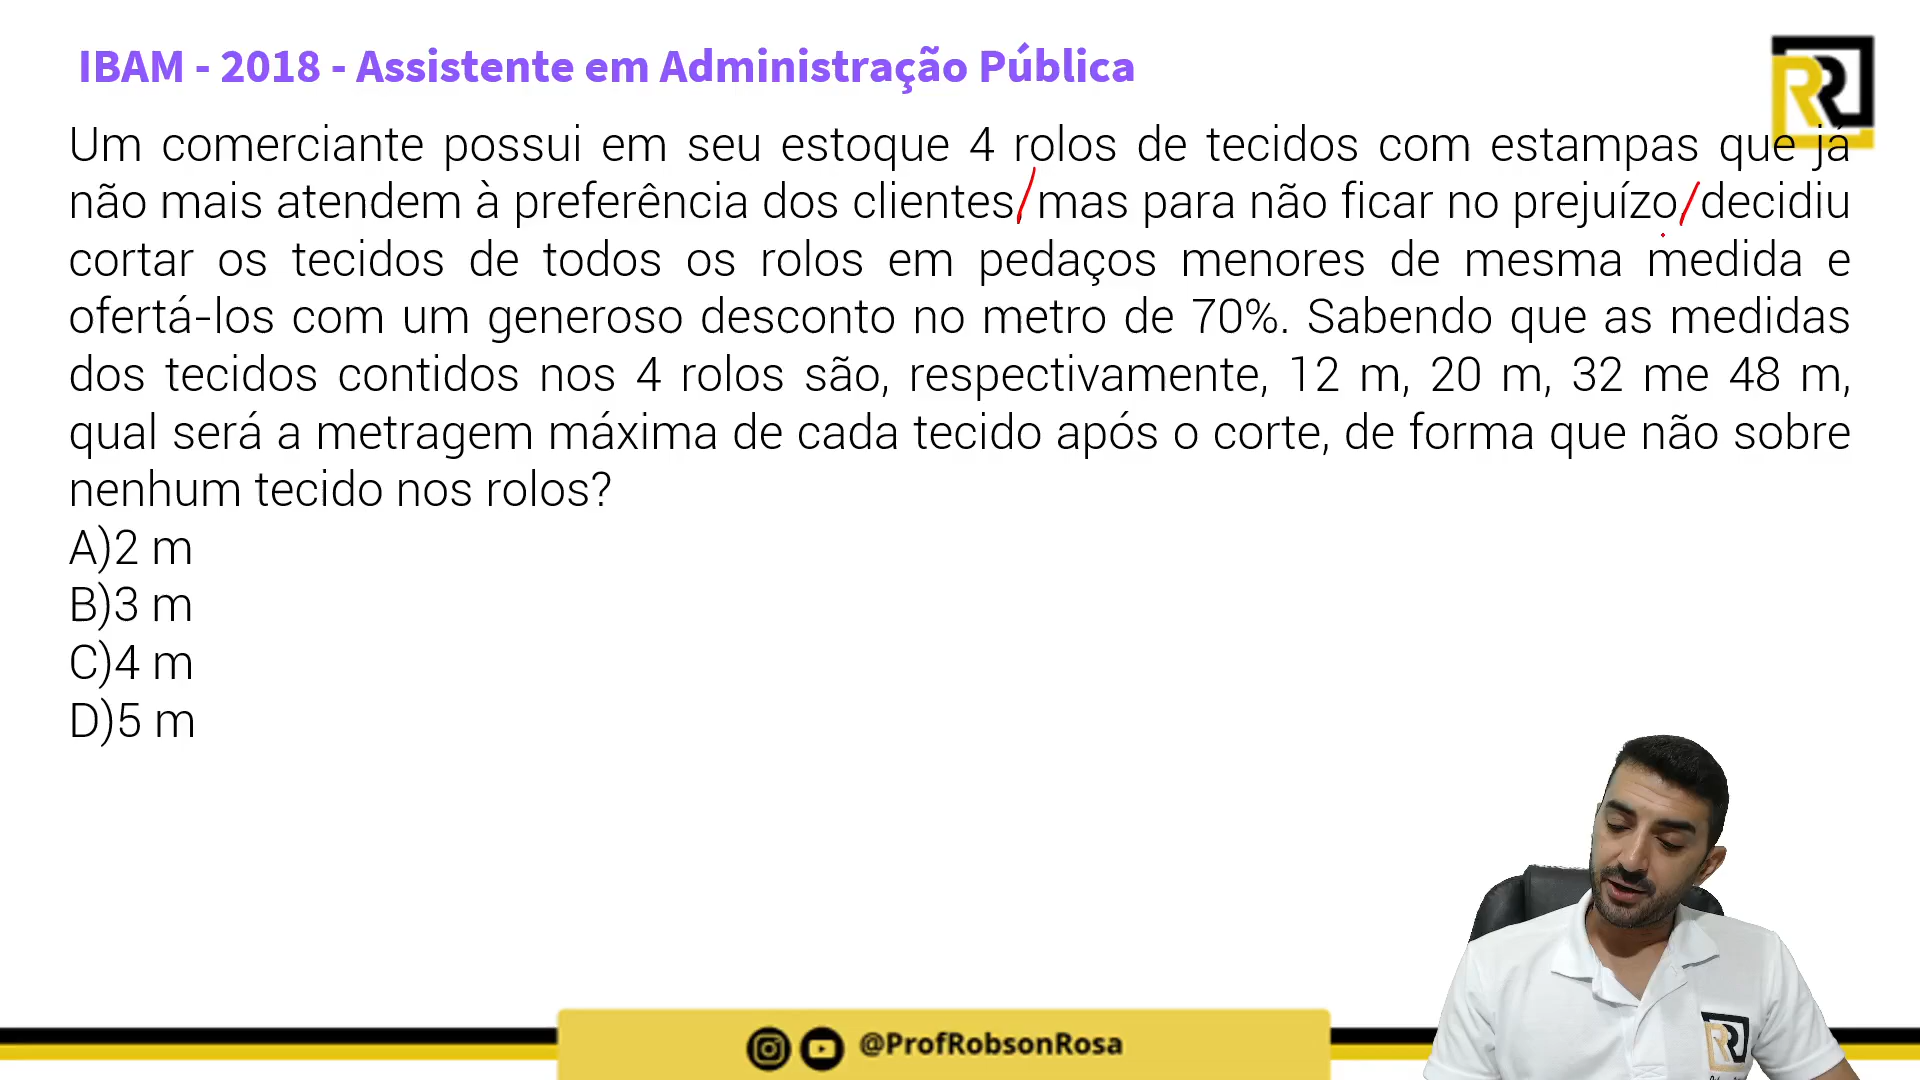 IBAM - 2018 - Assistente em Administração Pública
Um comerciante possui em seu estoque 4 rolos de tecidos com estampas que já
não mais atendem à preferência dos clientes/mas para não ficar no prejuízo/decidiu
cortar os tecidos de todos os rolos em pedaços menores de mesma medida e
ofertá-los com um generoso desconto no metro de 70%. Sabendo que as medidas
dos tecidos contidos nos 4 rolos são, respectivamente, 12 m, 20 m, 32 me 48 m,
qual será a metragem máxima de cada tecido após o corte, de forma que não sobre
nenhum tecido nos rolos?
A)2 m
B)3 m
C)4 m
D)5 m
@ProfRobsonRosa